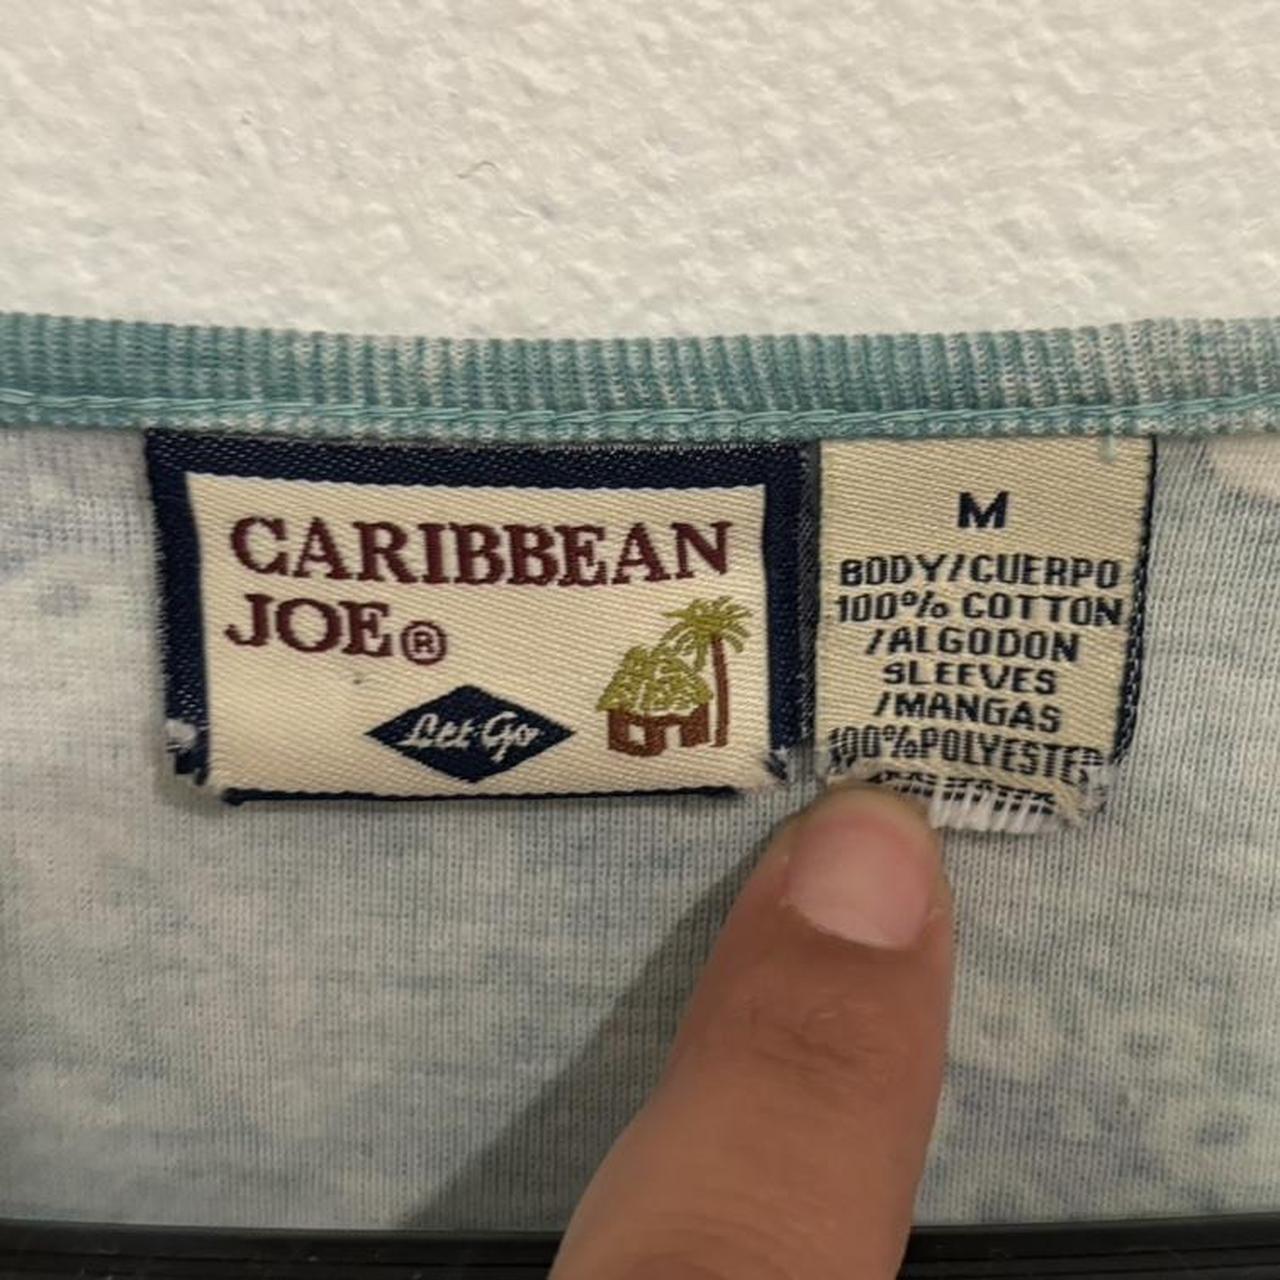 CARIBBEAN
JOE®
Let Go
M
BODY/CUERPO
100% COTTON
/ALGODON
SLEEVES
/MANGAS
100%POLYESTER